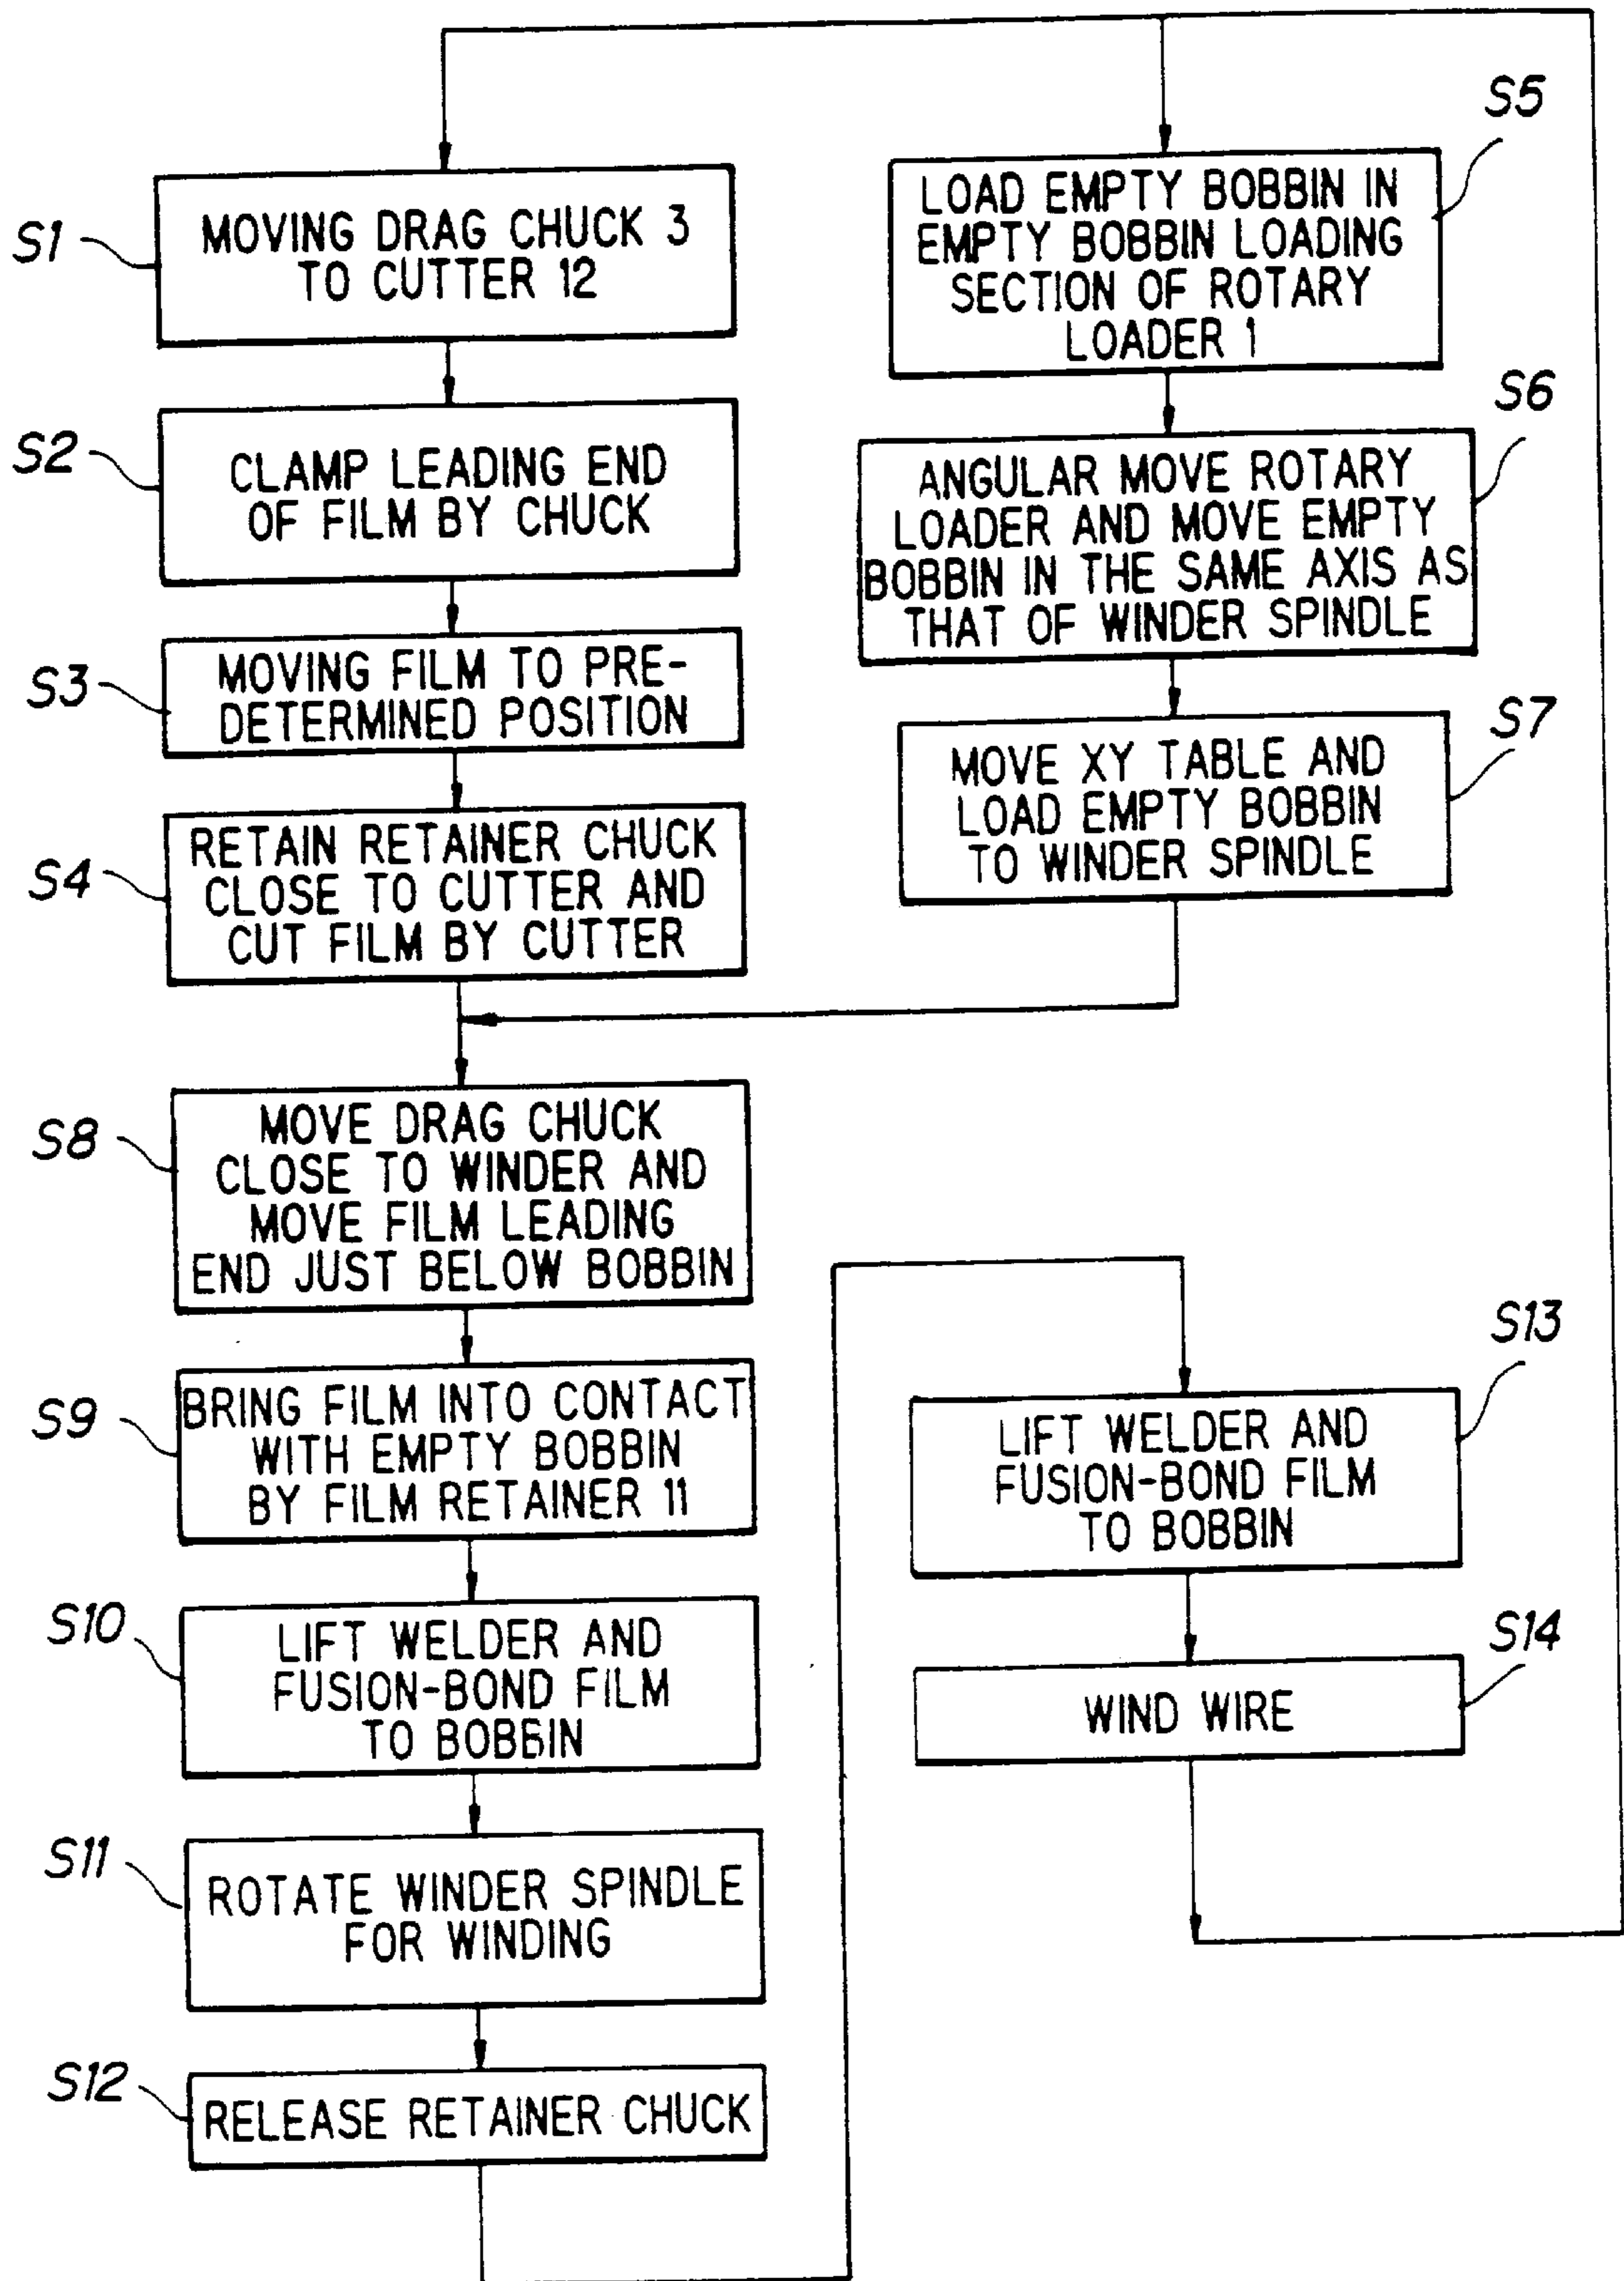 S1
MOVING DRAG CHUCK 3
TO CUTTER 12
S2
CLAMP LEADING END
OF FILM BY CHUCK
S3
MOVING FILM TO PRE-
DETERMINED POSITION
S4
RETAIN RETAINER CHUCK
CLOSE TO CUTTER AND
CUT FILM BY CUTTER
S5
LOAD EMPTY BOBBIN IN
EMPTY BOBBIN LOADING
SECTION OF ROTARY
LOADER 1
S6
ANGULAR MOVE ROTARY
LOADER AND MOVE EMPTY
BOBBIN IN THE SAME AXIS AS
THAT OF WINDER SPINDLE
S7
MOVE XY TABLE AND
LOAD EMPTY BOBBIN
TO WINDER SPINDLE
S8
MOVE DRAG CHUCK
CLOSE TO WINDER AND
MOVE FILM LEADING
END JUST BELOW BOBBIN
S9
BRING FILM INTO CONTACT
WITH EMPTY BOBBIN
BY FILM RETAINER 11
S10
LIFT WELDER AND
FUSION-BOND FILM
TO BOBBIN
S11
ROTATE WINDER SPINDLE
FOR WINDING
S12
RELEASE RETAINER CHUCK
S13
LIFT WELDER AND
FUSION-BOND FILM
TO BOBBIN
S14
WIND WIRE